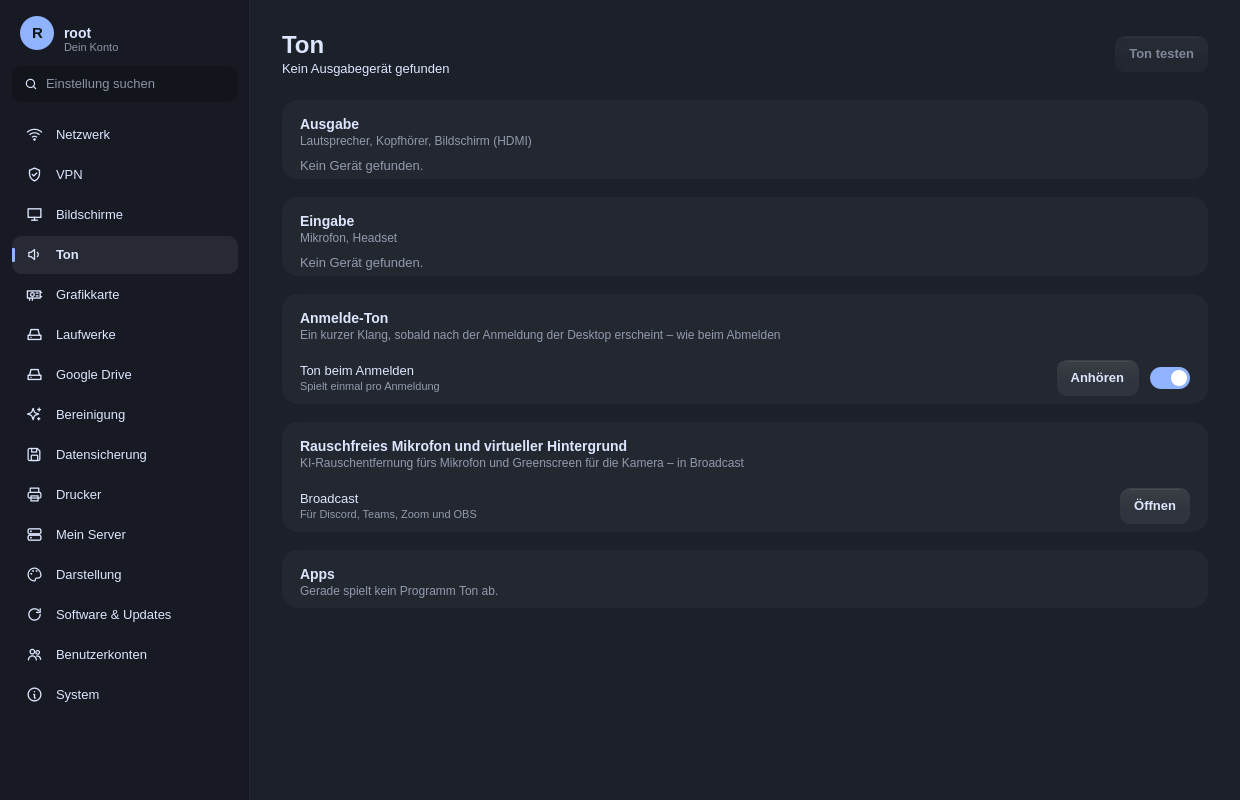 R
root
Dein Konto
Einstellung suchen
Netzwerk
VPN
Bildschirme
Ton
Grafikkarte
Laufwerke
Google Drive
Bereinigung
Datensicherung
Drucker
Mein Server
Darstellung
Software & Updates
Benutzerkonten
System
Ton
Kein Ausgabegerät gefunden
Ton testen
Ausgabe
Lautsprecher, Kopfhörer, Bildschirm (HDMI)
Kein Gerät gefunden.
Eingabe
Mikrofon, Headset
Kein Gerät gefunden.
Anmelde-Ton
Ein kurzer Klang, sobald nach der Anmeldung der Desktop erscheint – wie beim Abmelden
Ton beim Anmelden
Spielt einmal pro Anmeldung
Anhören
Rauschfreies Mikrofon und virtueller Hintergrund
KI-Rauschentfernung fürs Mikrofon und Greenscreen für die Kamera – in Broadcast
Broadcast
Für Discord, Teams, Zoom und OBS
Öffnen
Apps
Gerade spielt kein Programm Ton ab.